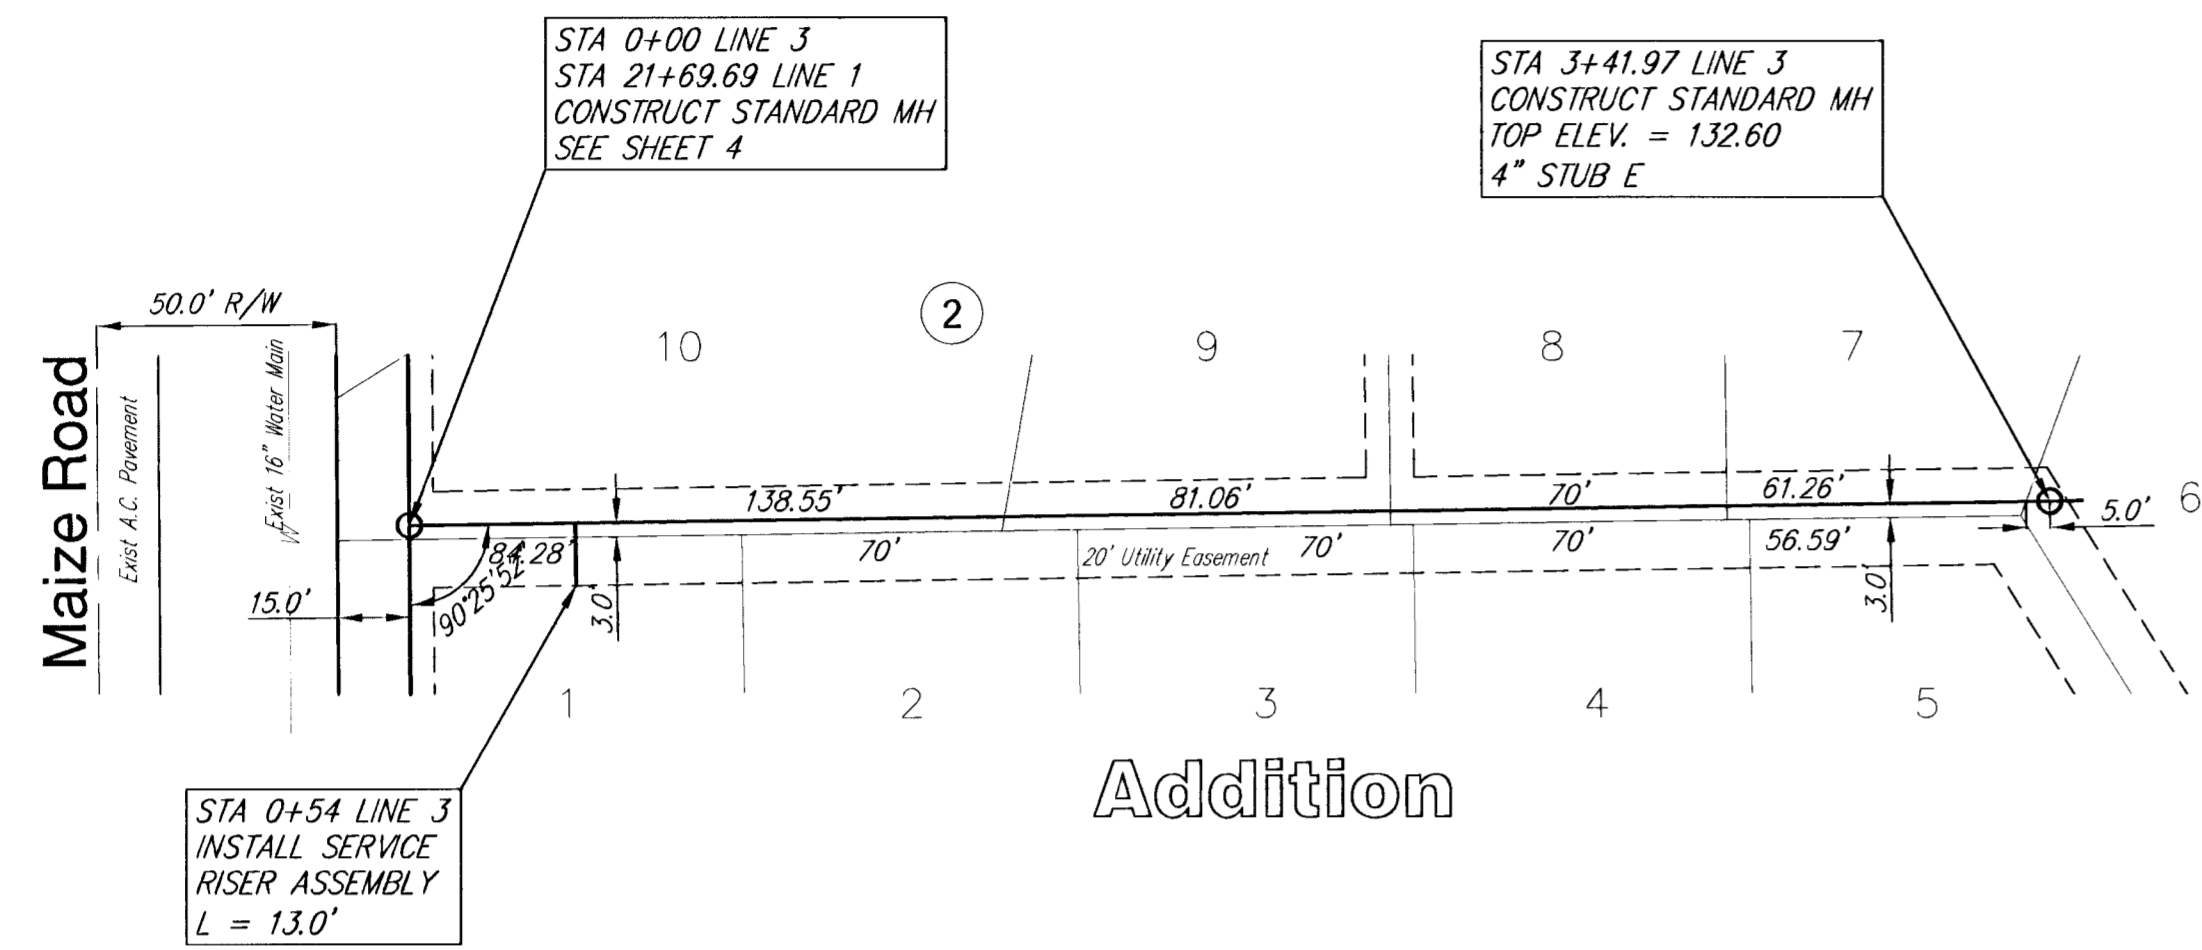 STA 0+00 LINE 3
STA 21+69.69 LINE 1
CONSTRUCT STANDARD MH
SEE SHEET 4
STA 3+41.97 LINE 3
CONSTRUCT STANDARD MH
TOP ELEV. = 132.60
4" STUB E
50.0' R/W
Maize Road
Exist A.C. Pavement
Exist 16" Water Main
W
2
10
9
8
7
6
138.55'
81.06'
70'
61.26'
5.0'
84.28'
70'
20' Utility Easement
70'
70'
56.59'
90°25'52"
15.0'
3.0'
3.0'
1
2
3
4
5
Addition
STA 0+54 LINE 3
INSTALL SERVICE
RISER ASSEMBLY
L = 13.0'